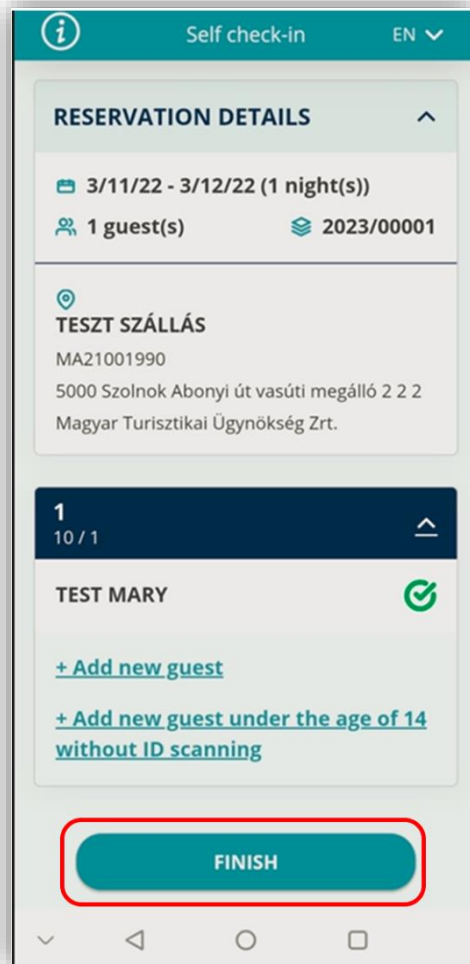 Self check-in EN
RESERVATION DETAILS
3/11/22 - 3/12/22 (1 night(s))
1 guest(s) 2023/00001
TESZT SZÁLLÁS
MA21001990
5000 Szolnok Abonyi út vasúti megálló 2 2 2
Magyar Turisztikai Ügynökség Zrt.
1
10 / 1
TEST MARY
+ Add new guest
+ Add new guest under the age of 14
without ID scanning
FINISH